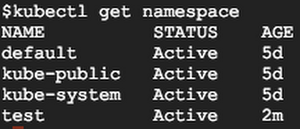 $kubectl get namespace
NAME STATUS AGE
default Active 5d
kube-public Active 5d
kube-system Active 5d
test Active 2m